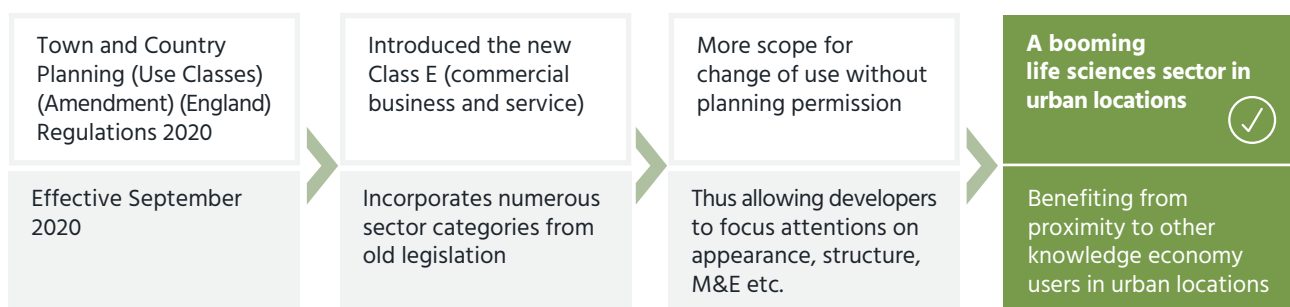 Town and Country
Planning (Use Classes)
(Amendment) (England)
Regulations 2020
Effective September
2020
Introduced the new
Class E (commercial
business and service)
Incorporates numerous
sector categories from
old legislation
More scope for
change of use without
planning permission
Thus allowing developers
to focus attentions on
appearance, structure,
M&E etc.
A booming
life sciences sector in
urban locations
Benefiting from
proximity to other
knowledge economy
users in urban locations